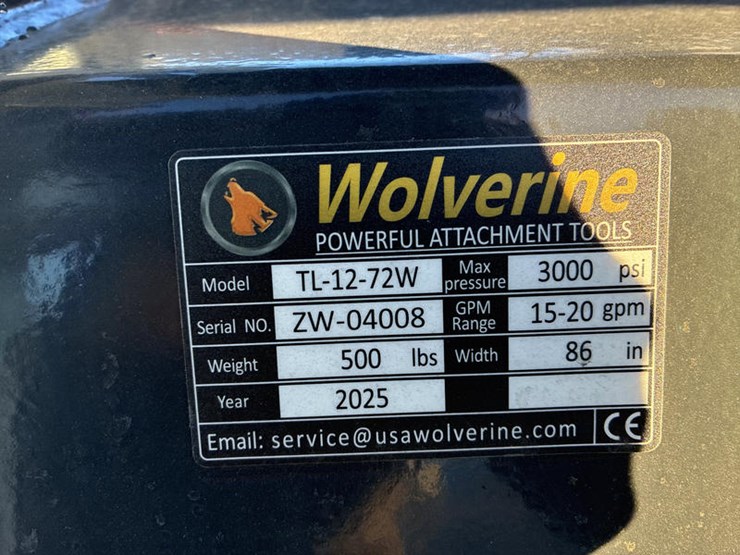 Wolverine
POWERFUL ATTACHMENT TOOLS
Model TL-12-72W Max pressure 3000 psi
Serial NO. ZW-04008 GPM Range 15-20 gpm
Weight 500 lbs Width 86 in
Year 2025
Email: service@usawolverine.com CE